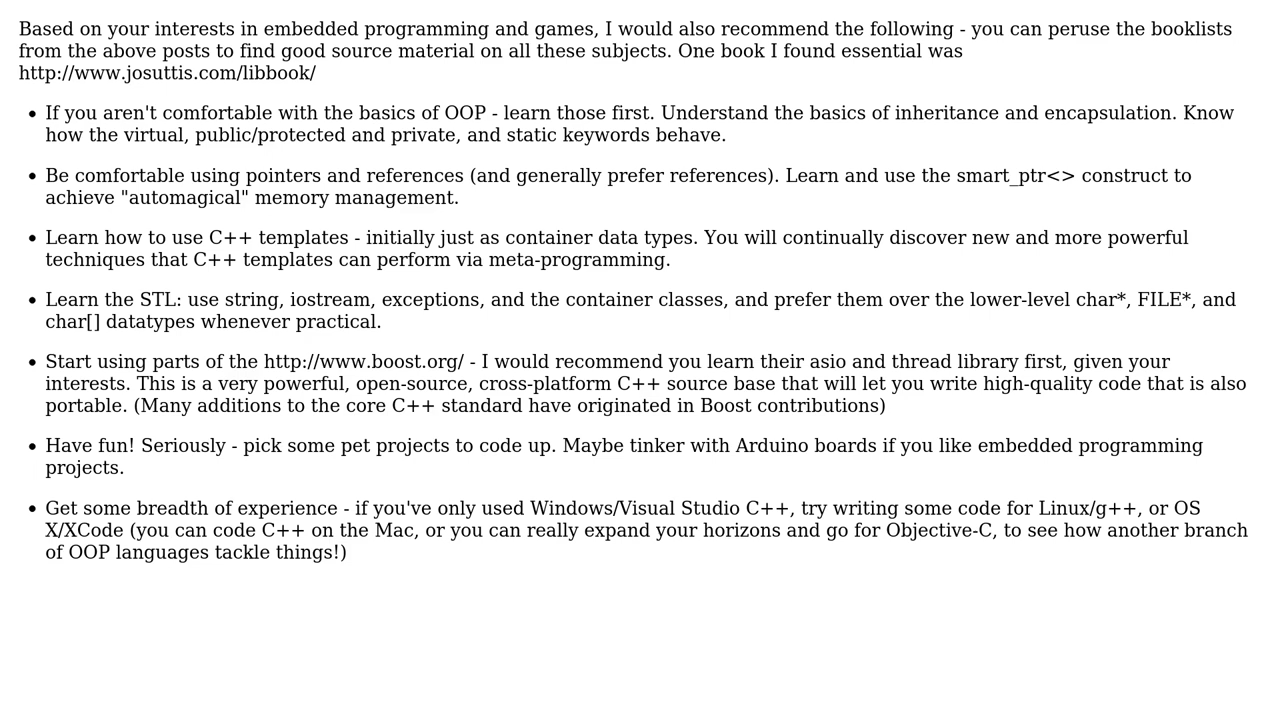 Based on your interests in embedded programming and games, I would also recommend the following - you can peruse the booklists
from the above posts to find good source material on all these subjects. One book I found essential was
http://www.josuttis.com/libbook/
• If you aren't comfortable with the basics of OOP - learn those first. Understand the basics of inheritance and encapsulation. Know
how the virtual, public/protected and private, and static keywords behave.
• Be comfortable using pointers and references (and generally prefer references). Learn and use the smart_ptr<> construct to
achieve "automagical" memory management.
• Learn how to use C++ templates - initially just as container data types. You will continually discover new and more powerful
techniques that C++ templates can perform via meta-programming.
• Learn the STL: use string, iostream, exceptions, and the container classes, and prefer them over the lower-level char*, FILE*, and
char[] datatypes whenever practical.
• Start using parts of the http://www.boost.org/ - I would recommend you learn their asio and thread library first, given your
interests. This is a very powerful, open-source, cross-platform C++ source base that will let you write high-quality code that is also
portable. (Many additions to the core C++ standard have originated in Boost contributions)
• Have fun! Seriously - pick some pet projects to code up. Maybe tinker with Arduino boards if you like embedded programming
projects.
• Get some breadth of experience - if you've only used Windows/Visual Studio C++, try writing some code for Linux/g++, or OS
X/XCode (you can code C++ on the Mac, or you can really expand your horizons and go for Objective-C, to see how another branch
of OOP languages tackle things!)